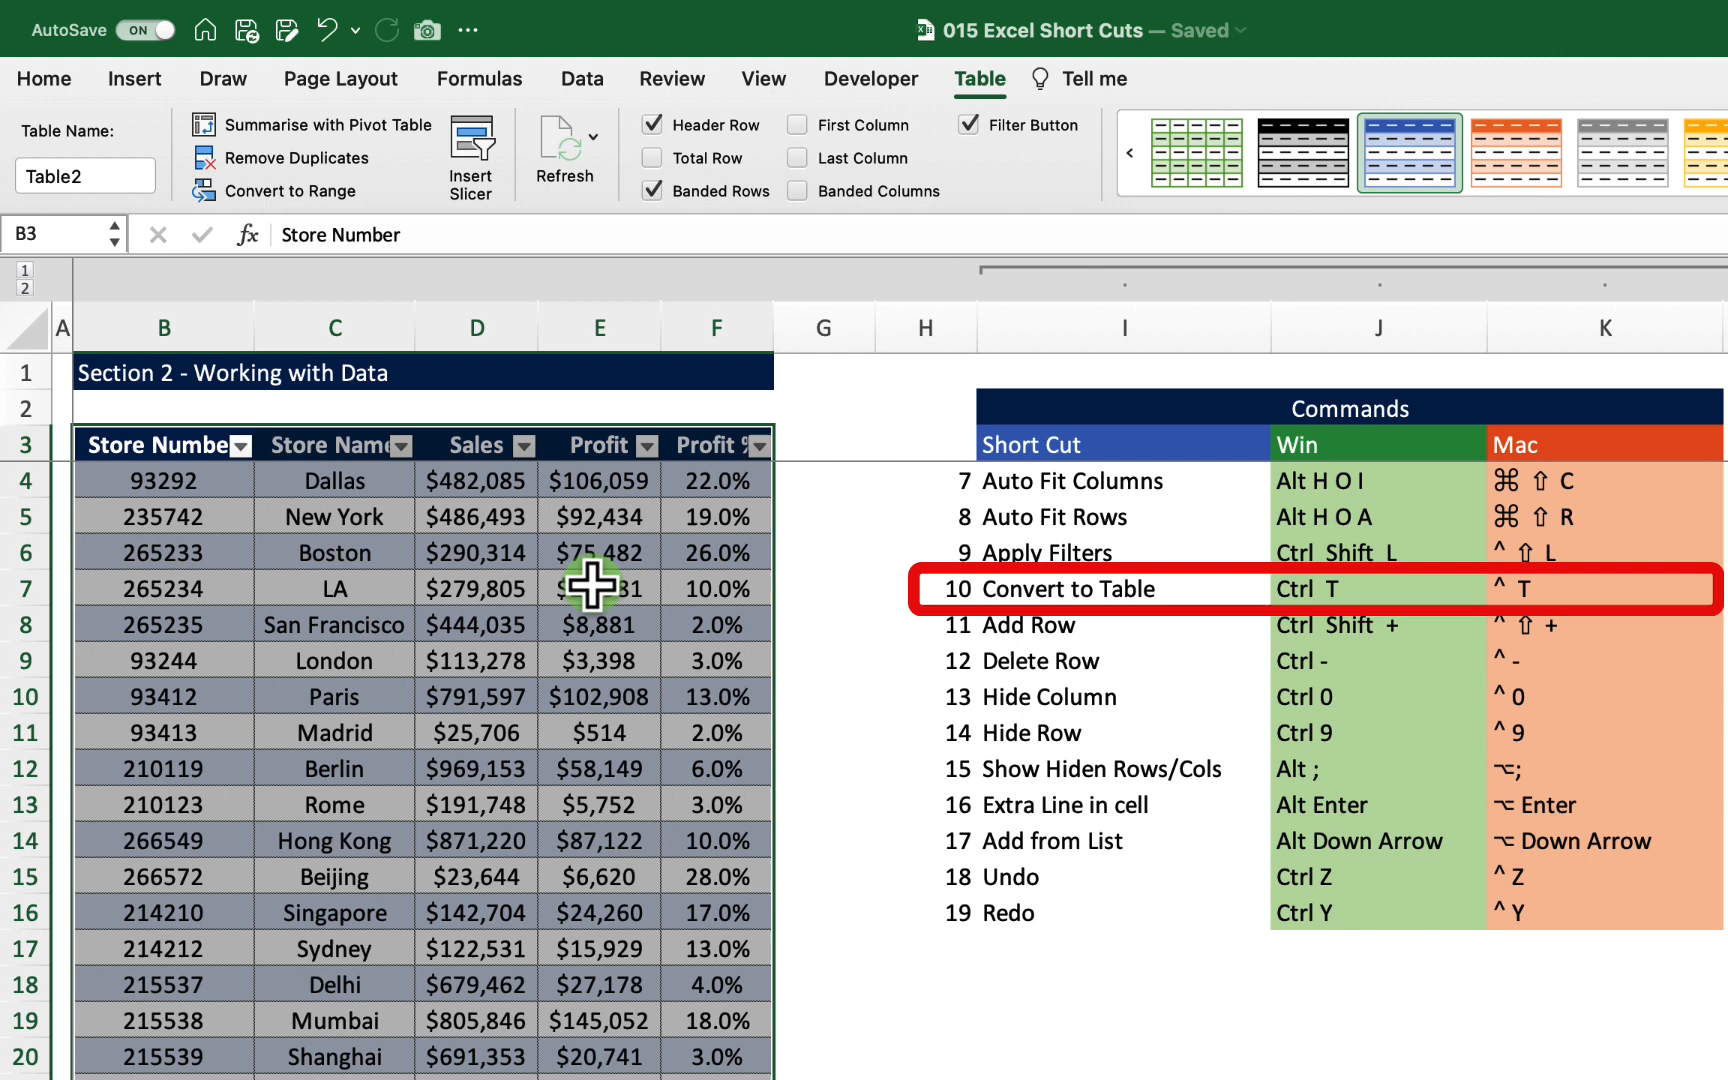 AutoSave ON 015 Excel Short Cuts — Saved
Home Insert Draw Page Layout Formulas Data Review View Developer Table Tell me
Table Name:
Table2
Summarise with Pivot Table
Remove Duplicates
Convert to Range
Insert
Slicer
Refresh
Header Row
Total Row
Banded Rows
First Column
Last Column
Banded Columns
Filter Button
B3 fx Store Number
1
2
A B C D E F G H I J K
1 Section 2 - Working with Data
2 Commands
3 Store Numbe Store Nam Sales Profit Profit Short Cut Win Mac
4 93292 Dallas $482,085 $106,059 22.0% 7 Auto Fit Columns Alt H O I ⌘ ⇧ C
5 235742 New York $486,493 $92,434 19.0% 8 Auto Fit Rows Alt H O A ⌘ ⇧ R
6 265233 Boston $290,314 $75,482 26.0% 9 Apply Filters Ctrl Shift L ^ ⇧ L
7 265234 LA $279,805 10.0% 10 Convert to Table Ctrl T ^ T
8 265235 San Francisco $444,035 $8,881 2.0% 11 Add Row Ctrl Shift + ^ ⇧ +
9 93244 London $113,278 $3,398 3.0% 12 Delete Row Ctrl - ^ -
10 93412 Paris $791,597 $102,908 13.0% 13 Hide Column Ctrl 0 ^ 0
11 93413 Madrid $25,706 $514 2.0% 14 Hide Row Ctrl 9 ^ 9
12 210119 Berlin $969,153 $58,149 6.0% 15 Show Hiden Rows/Cols Alt ; ⌥;
13 210123 Rome $191,748 $5,752 3.0% 16 Extra Line in cell Alt Enter ⌥ Enter
14 266549 Hong Kong $871,220 $87,122 10.0% 17 Add from List Alt Down Arrow ⌥ Down Arrow
15 266572 Beijing $23,644 $6,620 28.0% 18 Undo Ctrl Z ^ Z
16 214210 Singapore $142,704 $24,260 17.0% 19 Redo Ctrl Y ^ Y
17 214212 Sydney $122,531 $15,929 13.0%
18 215537 Delhi $679,462 $27,178 4.0%
19 215538 Mumbai $805,846 $145,052 18.0%
20 215539 Shanghai $691,353 $20,741 3.0%